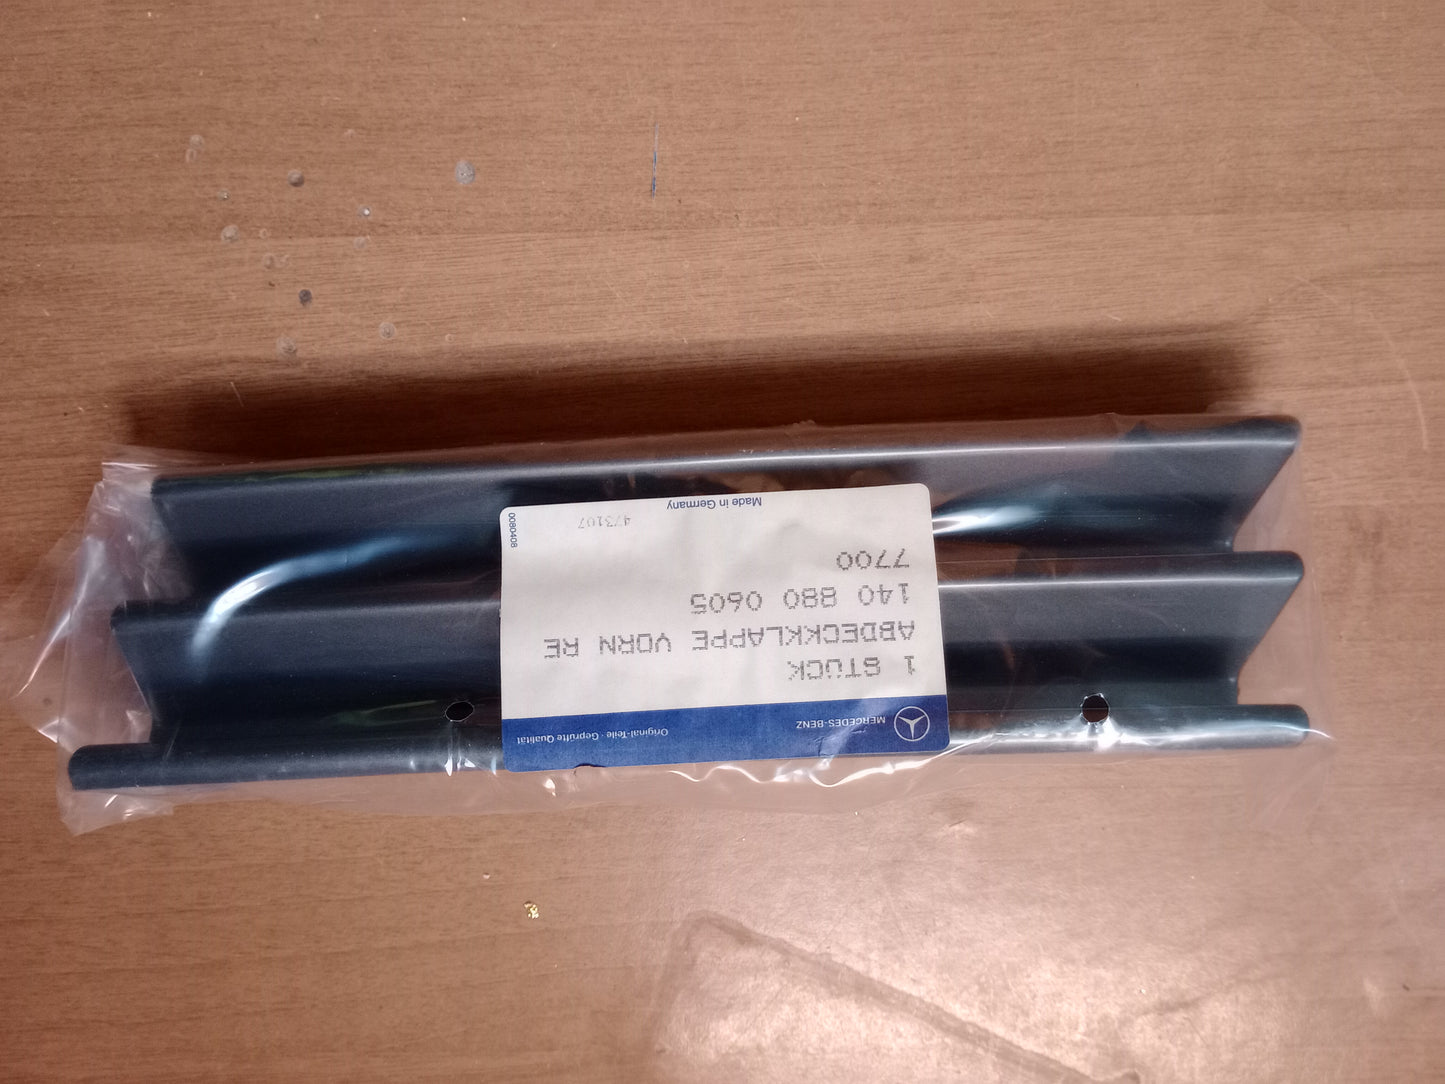 MERCEDES-BENZ
Original-Teile · Geprüfte Qualität
1 STÜCK
ABDECKKLAPPE VORN RE
140 880 0605
7700
473107
Made in Germany
0080408